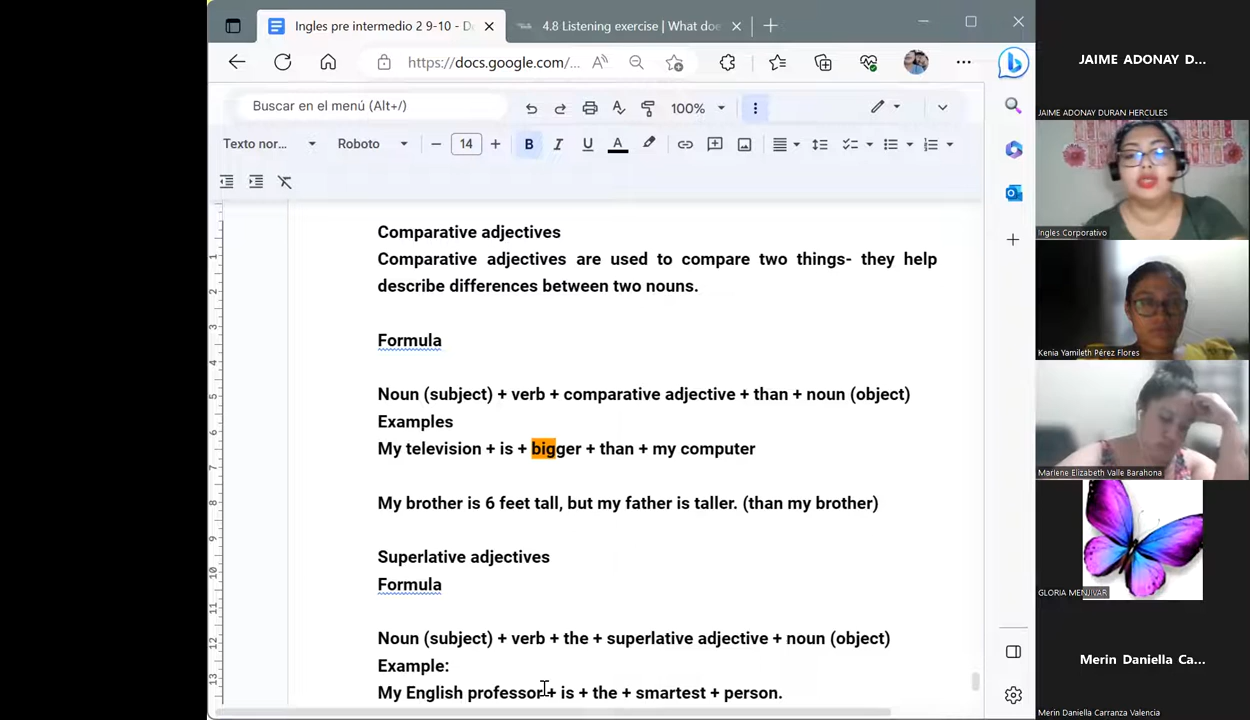 Ingles pre intermedio 2 9-10 - Do
4.8 Listening exercise | What doe
https://docs.google.com/...
Buscar en el menú (Alt+/)
100%
Texto nor...
Roboto
14
Comparative adjectives
Comparative adjectives are used to compare two things- they help
describe differences between two nouns.
Formula
Noun (subject) + verb + comparative adjective + than + noun (object)
Examples
My television + is + bigger + than + my computer
My brother is 6 feet tall, but my father is taller. (than my brother)
Superlative adjectives
Formula
Noun (subject) + verb + the + superlative adjective + noun (object)
Example:
My English professor + is + the + smartest + person.
JAIME ADONAY D...
JAIME ADONAY DURAN HERCULES
Ingles Corporativo
Kenia Yamileth Pérez Flores
Marlene Elizabeth Valle Barahona
GLORIA MENJIVAR
Merin Daniella Ca...
Merin Daniella Carranza Valencia